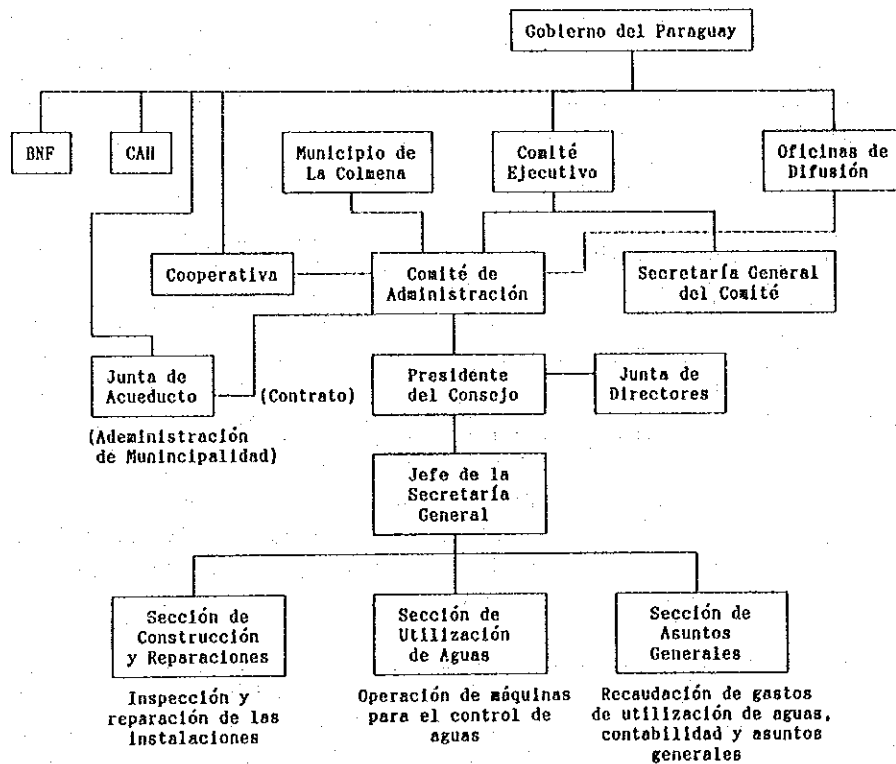 Gobierno del Paraguay
BNF
CAH
Municipio de
La Colmena
Comité
Ejecutivo
Oficinas de
Difusión
Cooperativa
Comité de
Administración
Secretaría General
del Comité
Junta de
Acueducto
(Contrato)
Presidente
del Consejo
Junta de
Directores
(Adeministración
de Munincipalidad)
Jefe de la
Secretaría
General
Sección de
Construcción
y Reparaciones
Sección de
Utilización
de Aguas
Sección de
Asuntos
Generales
Inspección y
reparación de las
instalaciones
Operación de máquinas
para el control de
aguas
Recaudación de gastos
de utilización de aguas,
contabilidad y asuntos
generales